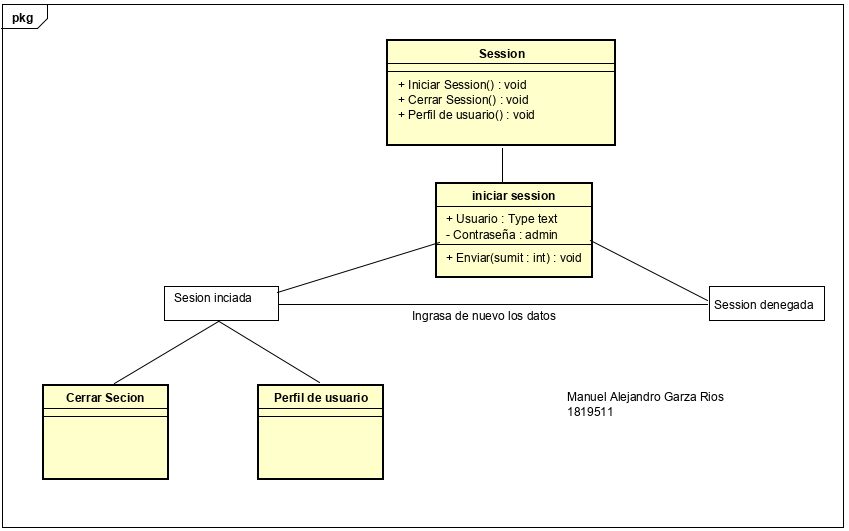 pkg
Session
+ Iniciar Session() : void
+ Cerrar Session() : void
+ Perfil de usuario() : void
iniciar session
+ Usuario : Type text
- Contraseña : admin
+ Enviar(sumit : int) : void
Sesion inciada
Session denegada
Ingrasa de nuevo los datos
Cerrar Secion
Perfil de usuario
Manuel Alejandro Garza Rios
1819511